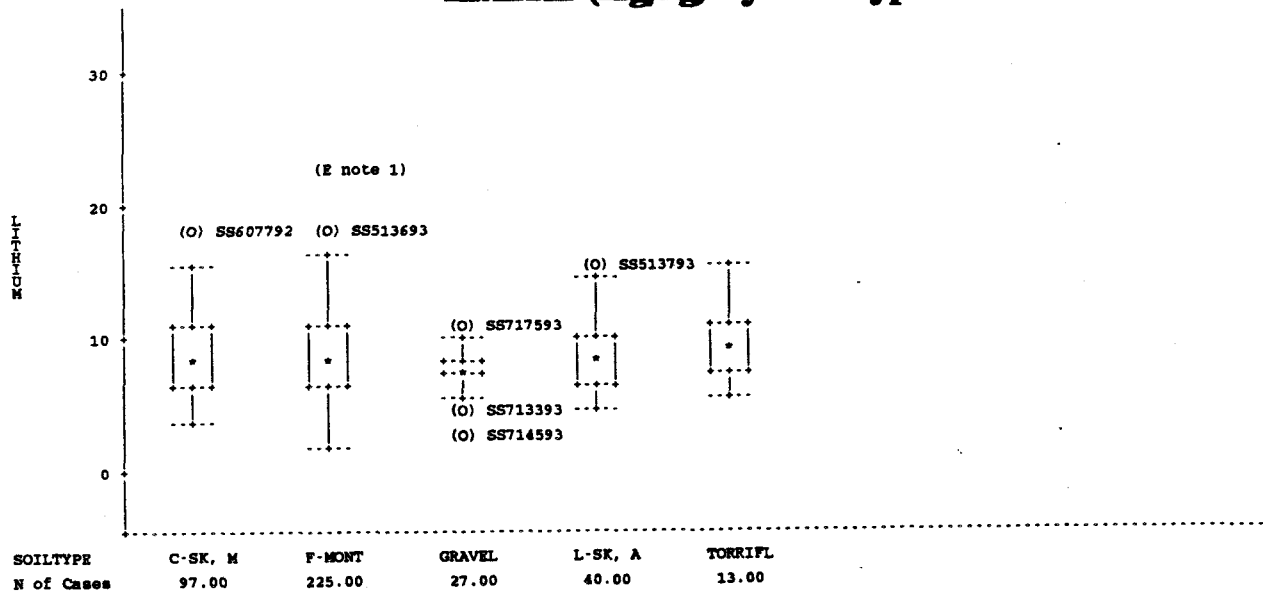 30
(E note 1)
20
LITHIUM
(O) SS607792 (O) SS513693
(O) SS513793
10
(O) SS717593
(O) SS713393
(O) SS714593
0
SOILTYPE C-SK, M F-MONT GRAVEL L-SK, A TORRIFL
N of Cases 97.00 225.00 27.00 40.00 13.00